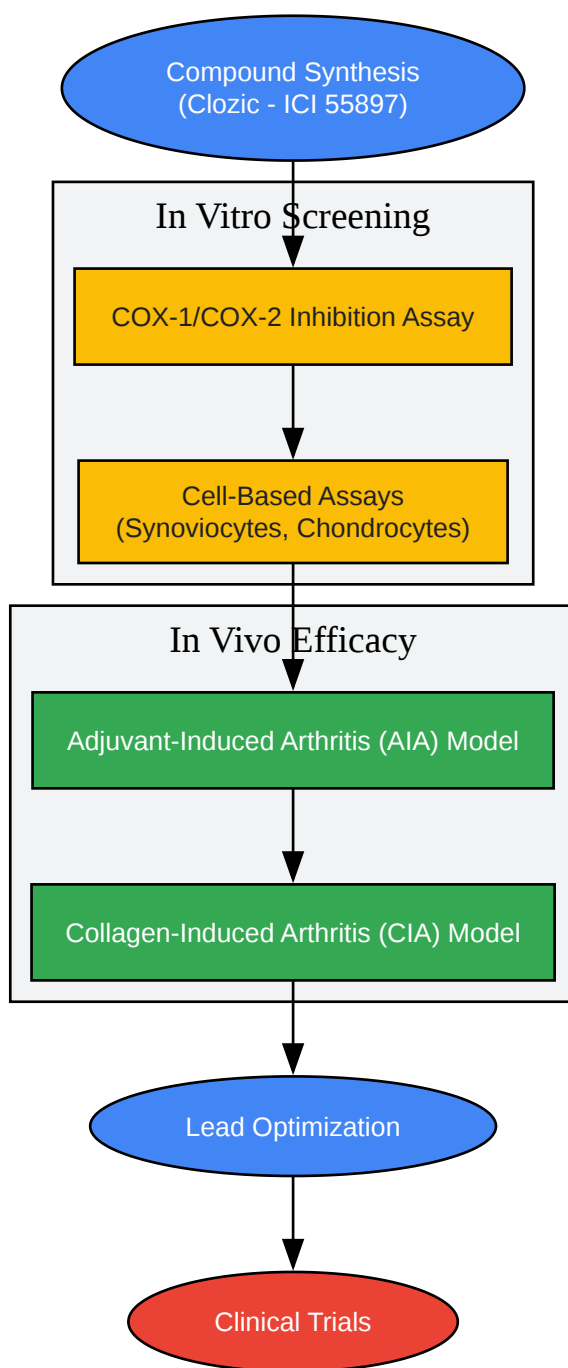 Compound Synthesis
(Clozic - ICI 55897)
In Vitro Screening
COX-1/COX-2 Inhibition Assay
Cell-Based Assays
(Synoviocytes, Chondrocytes)
In Vivo Efficacy
Adjuvant-Induced Arthritis (AIA) Model
Collagen-Induced Arthritis (CIA) Model
Lead Optimization
Clinical Trials